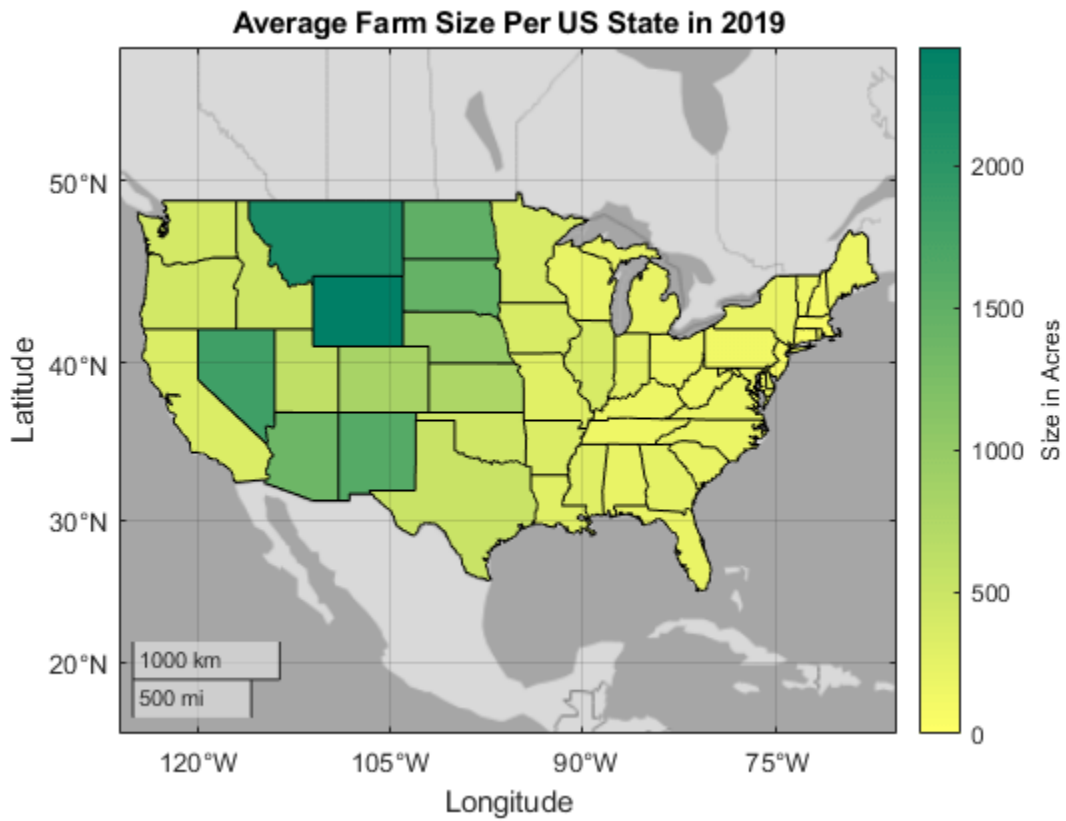 Average Farm Size Per US State in 2019
50°N
40°N
30°N
20°N
Latitude
1000 km
500 mi
120°W
105°W
90°W
75°W
Longitude
2000
1500
1000
500
0
Size in Acres